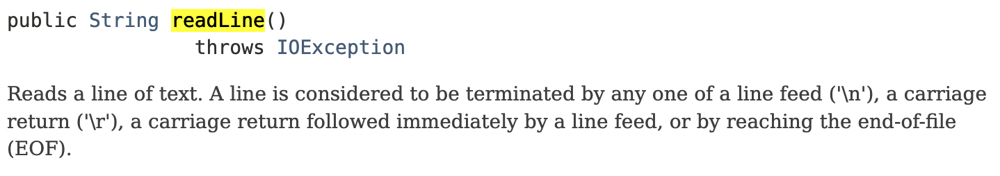 public String readLine()
throws IOException
Reads a line of text. A line is considered to be terminated by any one of a line feed ('\n'), a carriage
return ('\r'), a carriage return followed immediately by a line feed, or by reaching the end-of-file
(EOF).